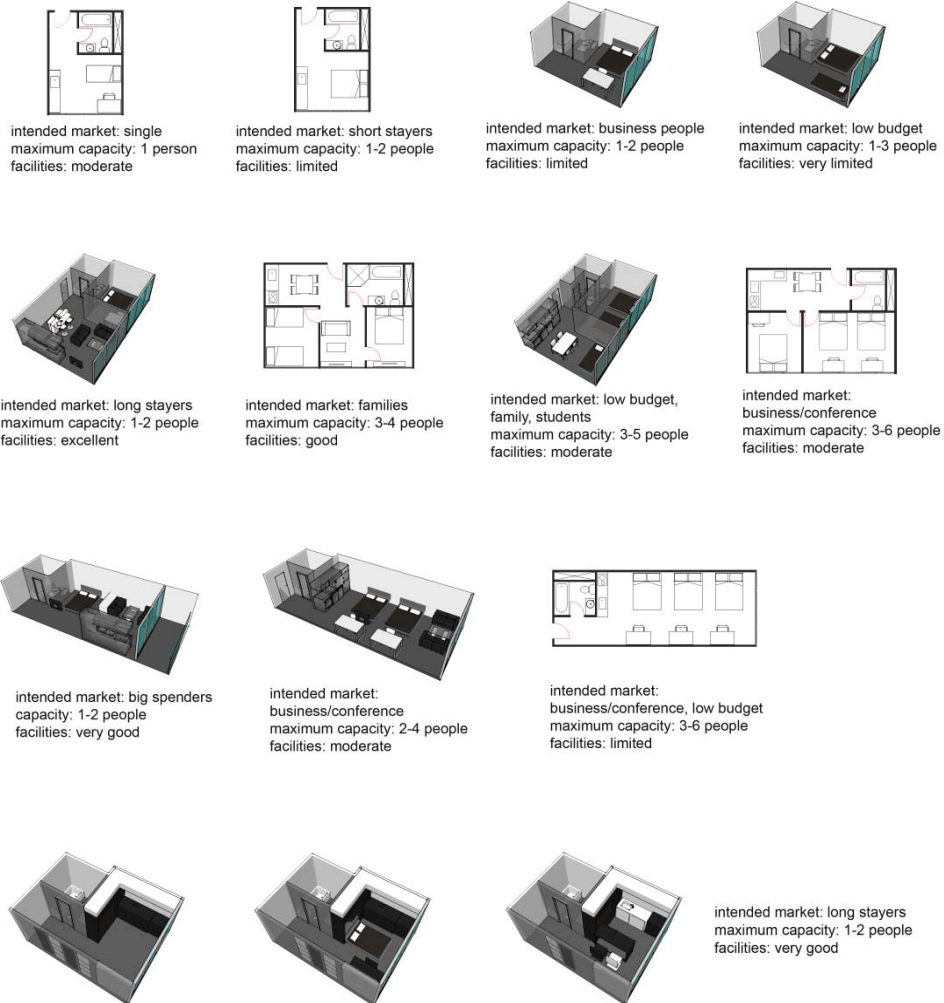 intended market: single
maximum capacity: 1 person
facilities: moderate
intended market: short stayers
maximum capacity: 1-2 people
facilities: limited
intended market: business people
maximum capacity: 1-2 people
facilities: limited
intended market: low budget
maximum capacity: 1-3 people
facilities: very limited
intended market: long stayers
maximum capacity: 1-2 people
facilities: excellent
intended market: families
maximum capacity: 3-4 people
facilities: good
intended market: low budget,
family, students
maximum capacity: 3-5 people
facilities: moderate
intended market:
business/conference
maximum capacity: 3-6 people
facilities: moderate
intended market: big spenders
capacity: 1-2 people
facilities: very good
intended market:
business/conference
maximum capacity: 2-4 people
facilities: moderate
intended market:
business/conference, low budget
maximum capacity: 3-6 people
facilities: limited
intended market: long stayers
maximum capacity: 1-2 people
facilities: very good